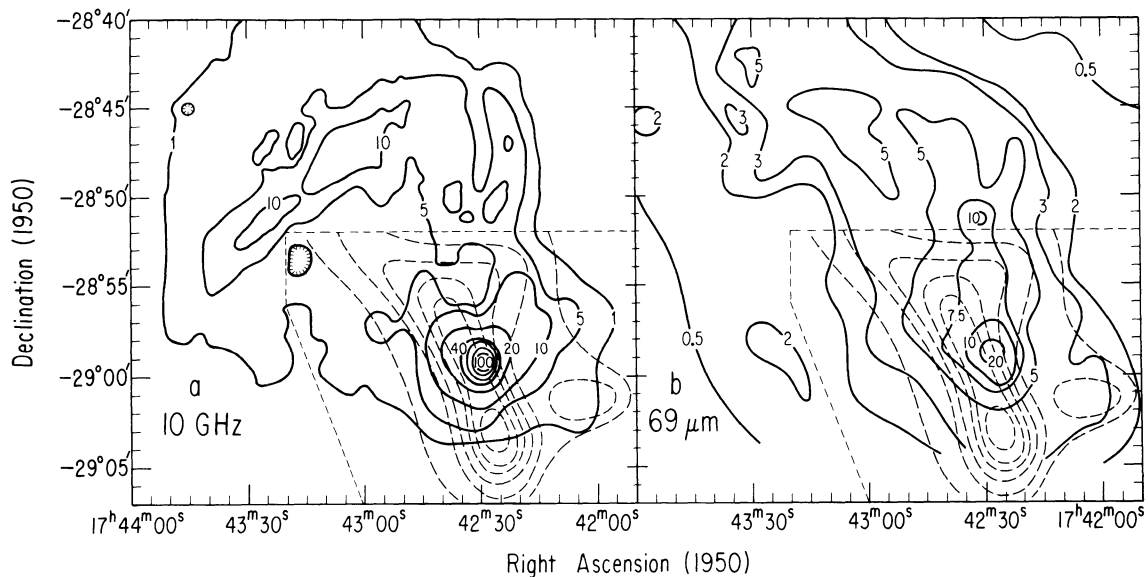 -28°40′
-28°45′
-28°50′
-28°55′
-29°00′
-29°05′
Declination (1950)
1
10
10
5
5
1
10
20
40
100
a
10 GHz
5
0.5
2
3
2
3
5
5
3
2
10
7.5
10
20
5
2
2
0.5
b
69 μm
17ʰ44ᵐ00ˢ
43ᵐ30ˢ
43ᵐ00ˢ
42ᵐ30ˢ
42ᵐ00ˢ
43ᵐ30ˢ
43ᵐ00ˢ
42ᵐ30ˢ
17ʰ42ᵐ00ˢ
Right Ascension (1950)